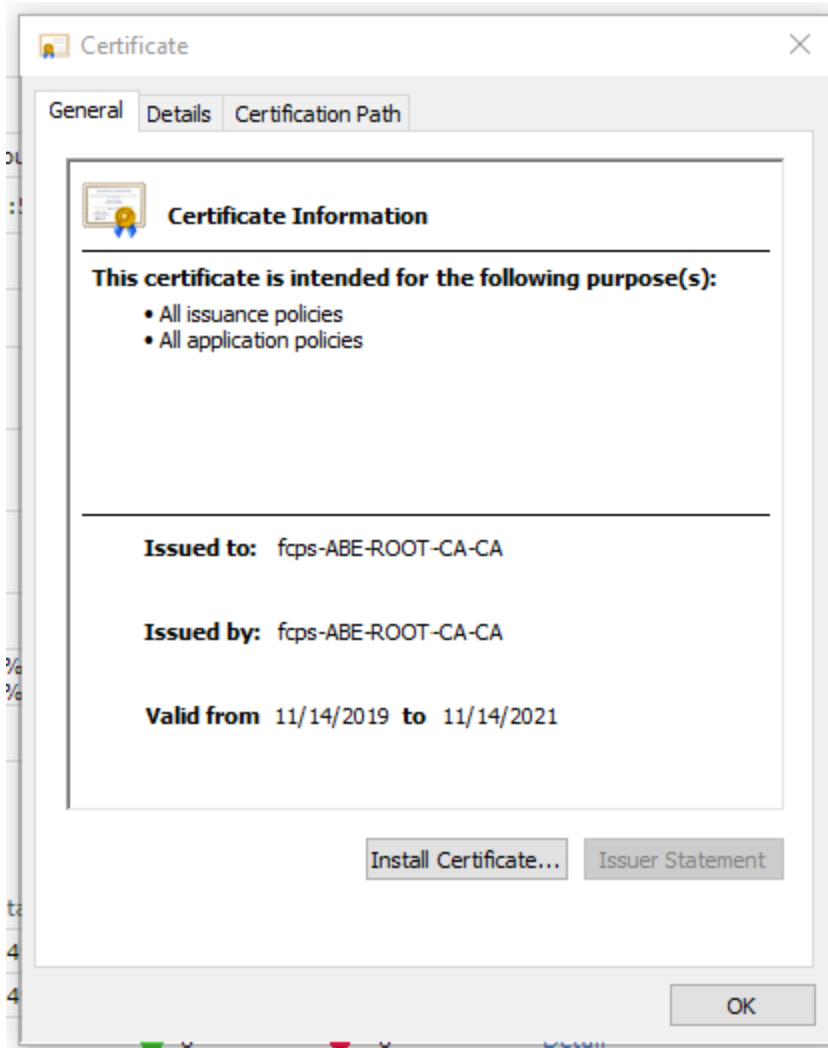 Certificate
General Details Certification Path
Certificate Information
This certificate is intended for the following purpose(s):
• All issuance policies
• All application policies
Issued to: fcps-ABE-ROOT-CA-CA
Issued by: fcps-ABE-ROOT-CA-CA
Valid from 11/14/2019 to 11/14/2021
Install Certificate... Issuer Statement
OK